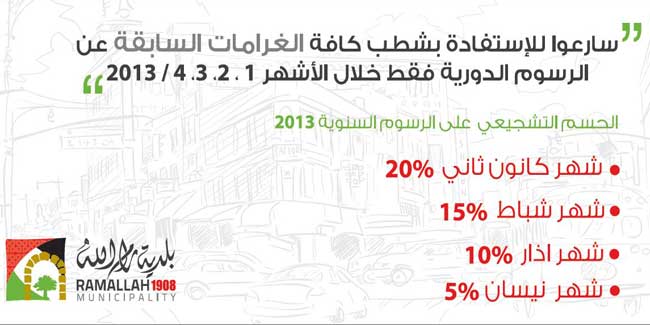 ”سارعوا للإستفادة بشطب كافة الغرامات السابقة عن
الرسوم الدورية فقط خلال الأشهر 1 ، 2، 3، 4 / 2013“
الحسم التشجيعي على الرسوم السنوية 2013
• شهر كانون ثاني 20%
• شهر شباط 15%
• شهر اذار 10%
• شهر نيسان 5%
بلدية رام الله
RAMALLAH 1908
MUNICIPALITY